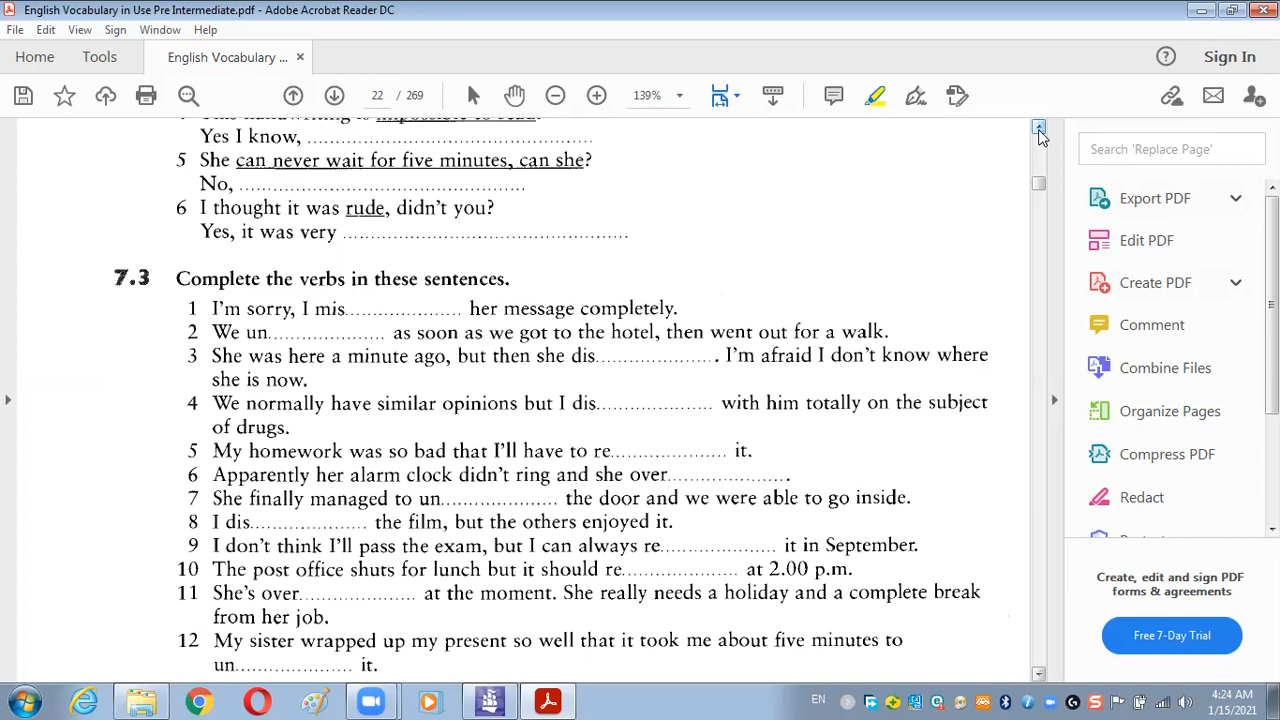 English Vocabulary in Use Pre Intermediate.pdf - Adobe Acrobat Reader DC
File Edit View Sign Window Help
Home Tools English Vocabulary ... × Sign In
22 / 269 139%
Yes I know, ........................................................
5 She can never wait for five minutes, can she?
No, ........................................................
6 I thought it was rude, didn't you?
Yes, it was very ........................................................
7.3 Complete the verbs in these sentences.
1 I'm sorry, I mis.................... her message completely.
2 We un.................... as soon as we got to the hotel, then went out for a walk.
3 She was here a minute ago, but then she dis.................... . I'm afraid I don't know where
she is now.
4 We normally have similar opinions but I dis.................... with him totally on the subject
of drugs.
5 My homework was so bad that I'll have to re.................... it.
6 Apparently her alarm clock didn't ring and she over.................... .
7 She finally managed to un.................... the door and we were able to go inside.
8 I dis.................... the film, but the others enjoyed it.
9 I don't think I'll pass the exam, but I can always re.................... it in September.
10 The post office shuts for lunch but it should re.................... at 2.00 p.m.
11 She's over.................... at the moment. She really needs a holiday and a complete break
from her job.
12 My sister wrapped up my present so well that it took me about five minutes to
un.................... it.
Search 'Replace Page'
Export PDF
Edit PDF
Create PDF
Comment
Combine Files
Organize Pages
Compress PDF
Redact
Create, edit and sign PDF
forms & agreements
Free 7-Day Trial
EN
4:24 AM
1/15/2021